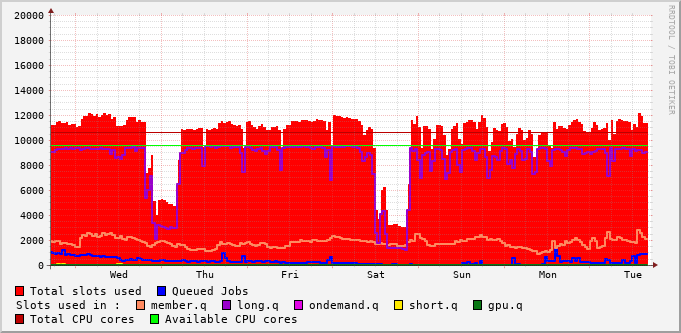 RRDTOOL / TOBI OETIKER
20000
18000
16000
14000
12000
10000
8000
6000
4000
2000
0
Wed Thu Fri Sat Sun Mon Tue
Total slots used Queued Jobs
Slots used in : member.q long.q ondemand.q short.q gpu.q
Total CPU cores Available CPU cores